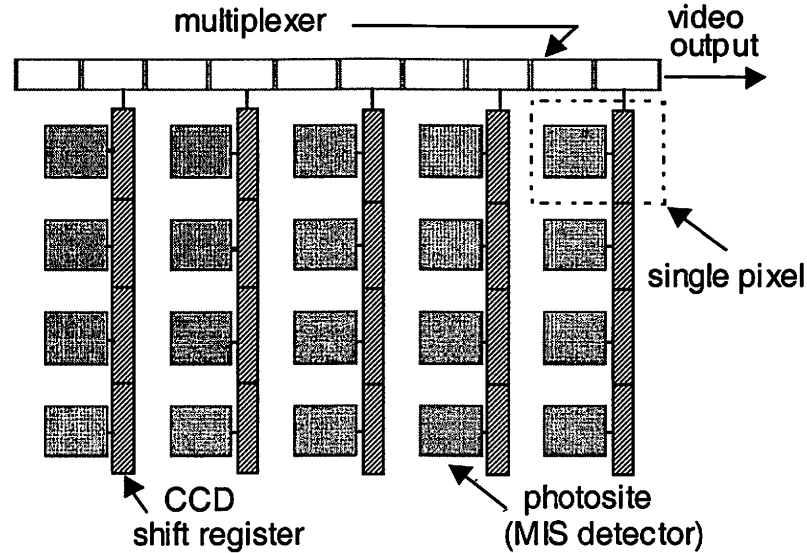 multiplexer
video
output
single pixel
CCD
shift register
photosite
(MIS detector)